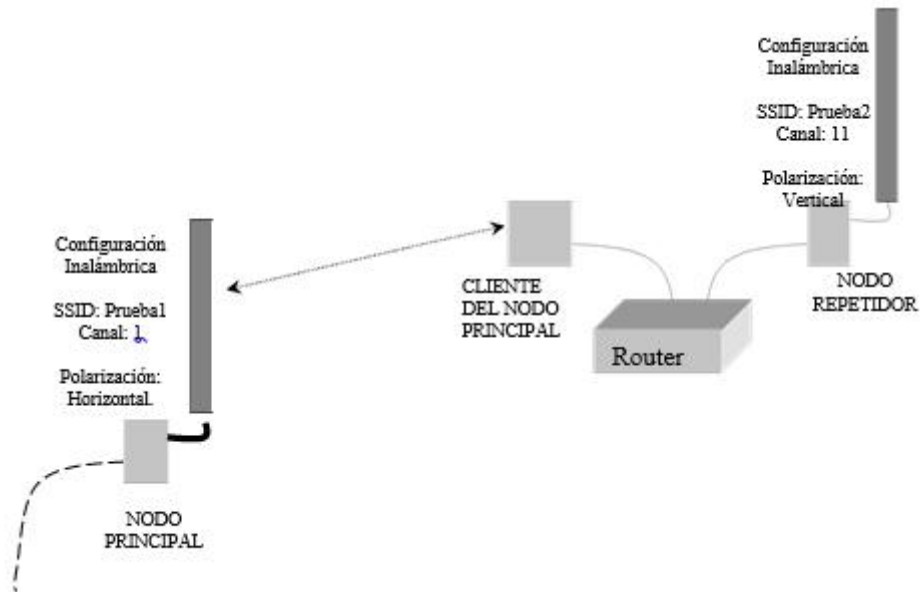 Configuración
Inalámbrica
SSID: Prueba2
Canal: 11
Polarización:
Vertical
NODO
REPETIDOR
CLIENTE
DEL NODO
PRINCIPAL
Router
Configuración
Inalámbrica
SSID: Prueba1
Canal: 1
Polarización:
Horizontal.
NODO
PRINCIPAL